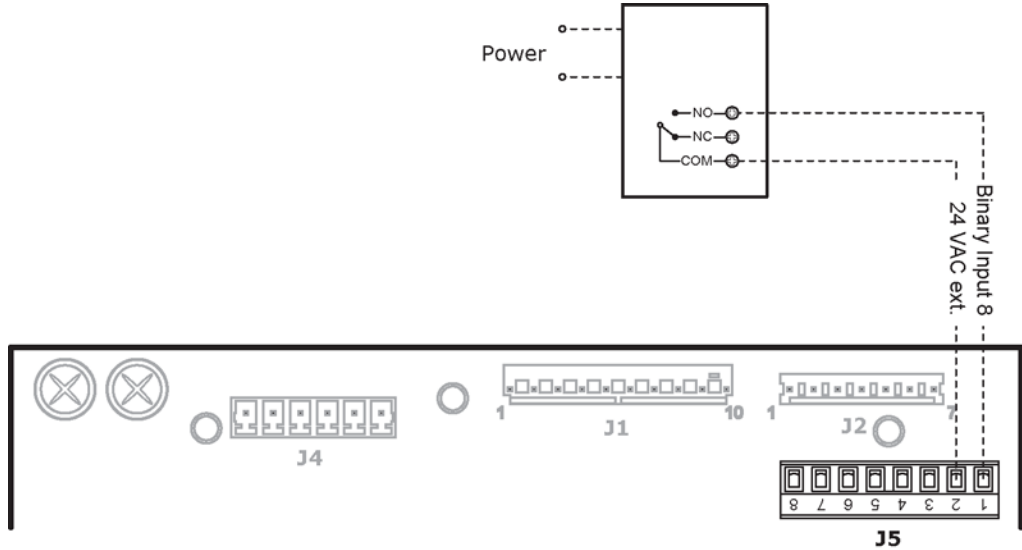 Power
NO
NC
COM
Binary Input 8
24 VAC ext.
1 10
J1
1 7
J2
J4
8 7 6 5 4 3 2 1
J5